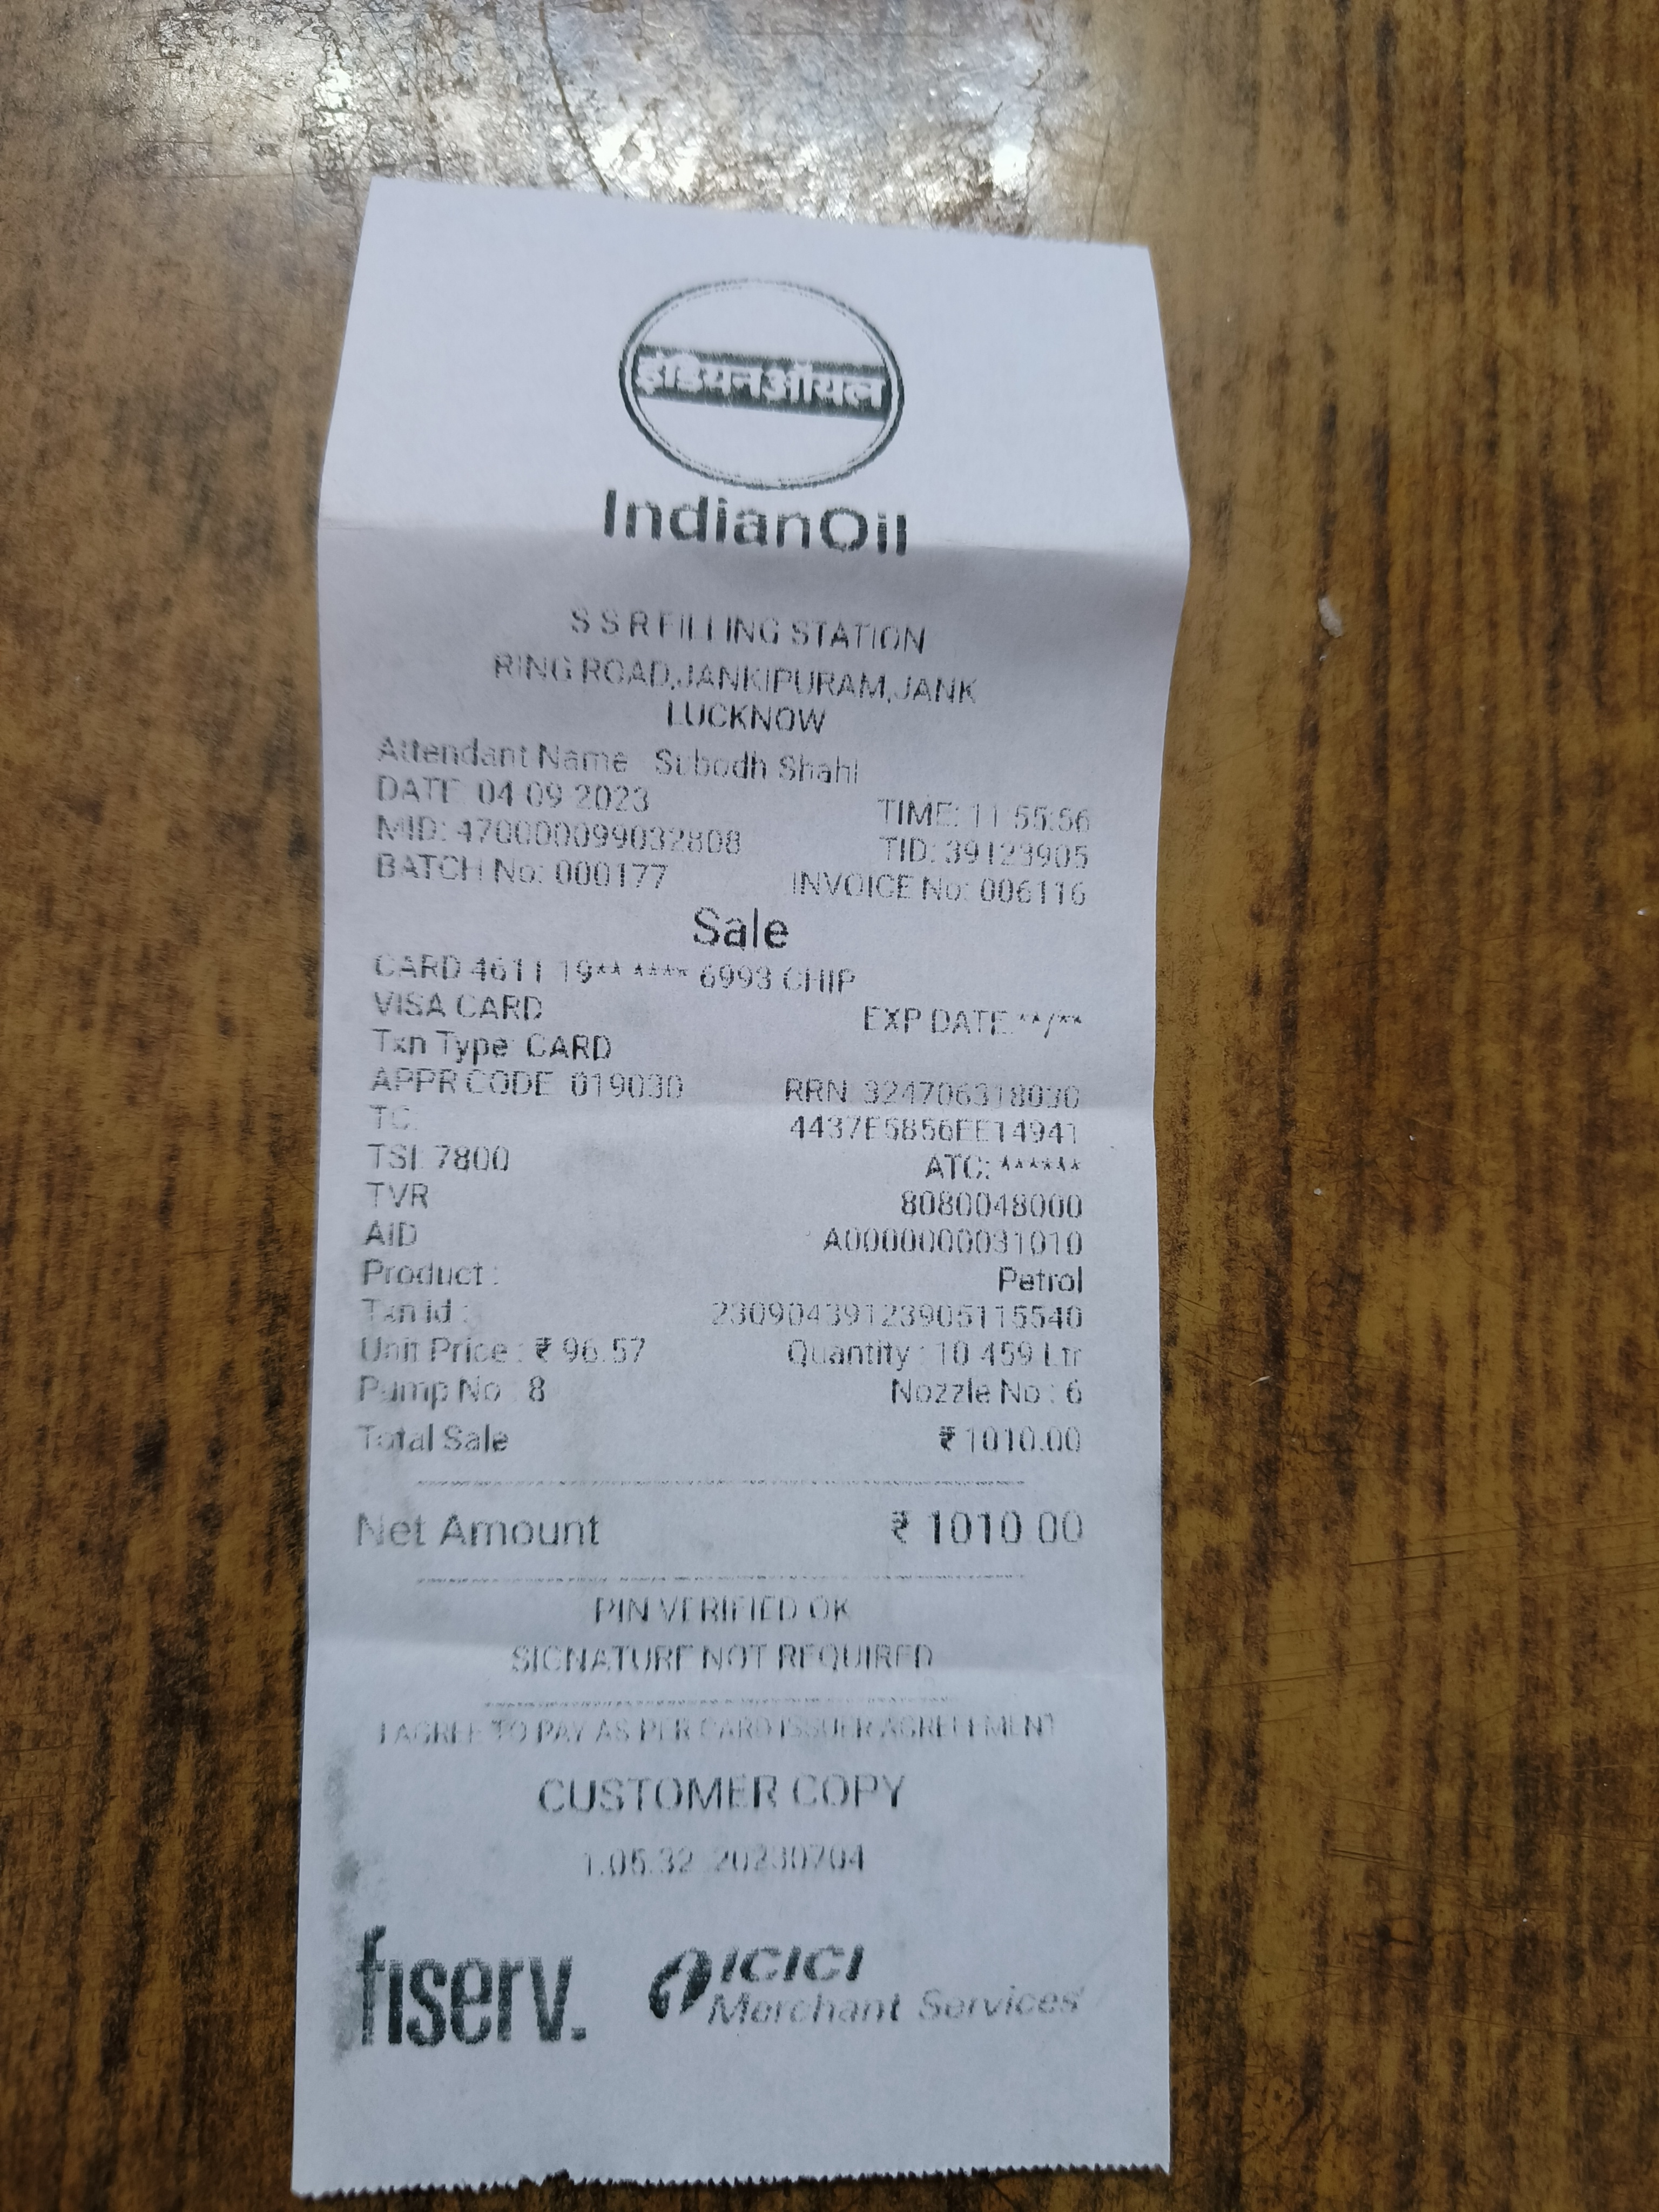 इंडियनऑयल
IndianOil
S S R FILLING STATION
RING ROAD,JANKIPURAM,JANK
LUCKNOW
Attendant Name Subodh Shahi
DATE 04 09 2023 TIME: 11 55:56
MID: 470000099032808 TID: 39123905
BATCH No: 000177 INVOICE No: 006116
Sale
CARD 4611 19** **** 6993 CHIP
VISA CARD EXP DATE **/**
Txn Type CARD
APPR CODE 019030 RRN 324706318030
TC: 4437E5856EE14941
TSI 7800 ATC: ******
TVR 8080048000
AID A0000000031010
Product : Petrol
Txn id : 23090439123905115540
Unit Price : ₹ 96.57 Quantity : 10 459 Ltr
Pump No : 8 Nozzle No : 6
Total Sale ₹ 1010.00
Net Amount ₹ 1010 00
PIN VERIFIED OK
SIGNATURE NOT REQUIRED
I AGREE TO PAY AS PER CARD ISSUER AGREEMENT
CUSTOMER COPY
1.05.32 20230704
fiserv. ICICI
Merchant Services